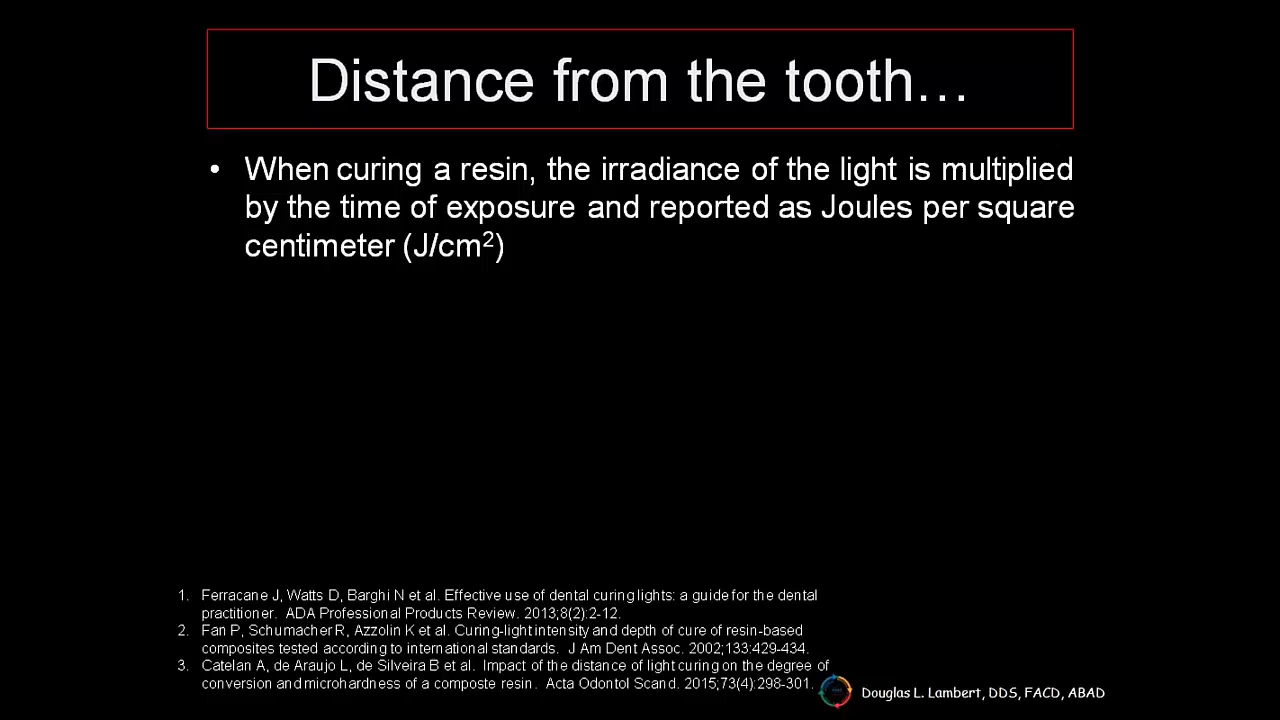 Distance from the tooth…
• When curing a resin, the irradiance of the light is multiplied
by the time of exposure and reported as Joules per square
centimeter (J/cm²)
1. Ferracane J, Watts D, Barghi N et al. Effective use of dental curing lights: a guide for the dental
practitioner. ADA Professional Products Review. 2013;8(2):2-12.
2. Fan P, Schumacher R, Azzolin K et al. Curing-light intensity and depth of cure of resin-based
composites tested according to international standards. J Am Dent Assoc. 2002;133:429-434.
3. Catelan A, de Araujo L, de Silveira B et al. Impact of the distance of light curing on the degree of
conversion and microhardness of a composte resin. Acta Odontol Scand. 2015;73(4):298-301.
Douglas L. Lambert, DDS, FACD, ABAD